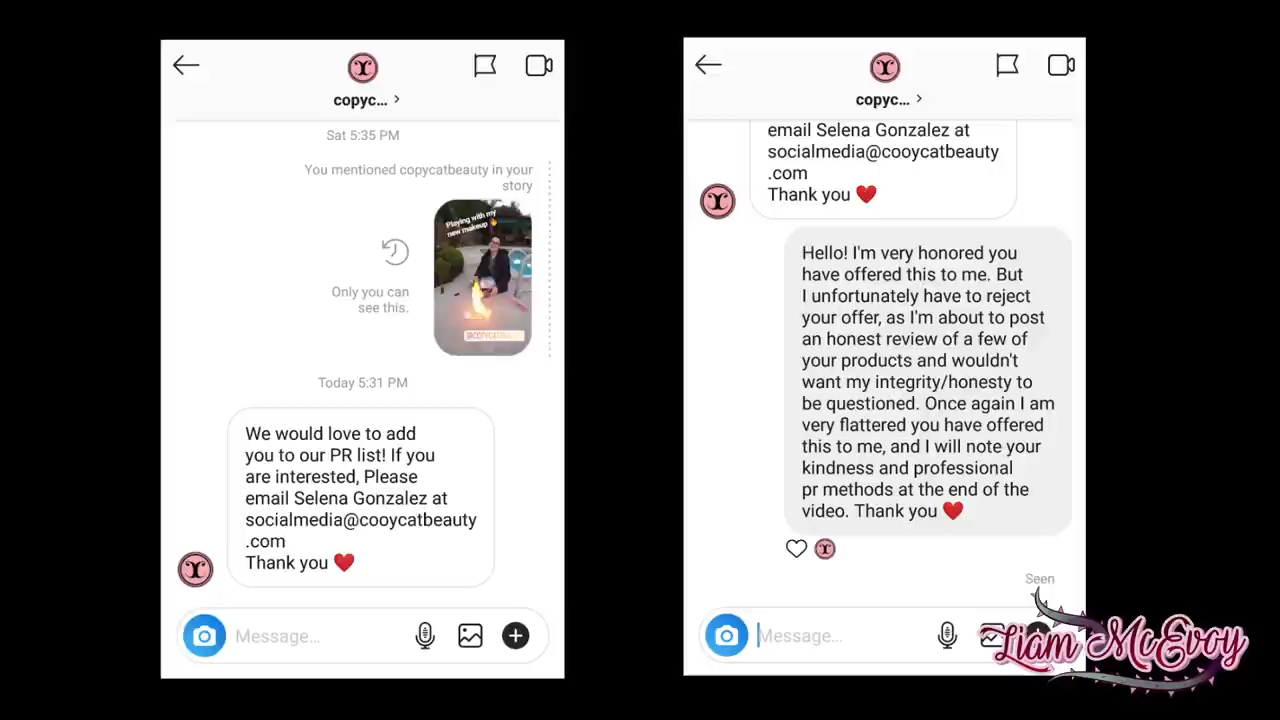 copyc...
Sat 5:35 PM
You mentioned copycatbeauty in your
story
Playing with my
new makeup
Only you can
see this.
Today 5:31 PM
We would love to add
you to our PR list! If you
are interested, Please
email Selena Gonzalez at
socialmedia@cooycatbeauty
.com
Thank you ❤️
Message...
copyc...
email Selena Gonzalez at
socialmedia@cooycatbeauty
.com
Thank you ❤️
Hello! I'm very honored you
have offered this to me. But
I unfortunately have to reject
your offer, as I'm about to post
an honest review of a few of
your products and wouldn't
want my integrity/honesty to
be questioned. Once again I am
very flattered you have offered
this to me, and I will note your
kindness and professional
pr methods at the end of the
video. Thank you ❤️
Seen
Message...
Liam McEvoy